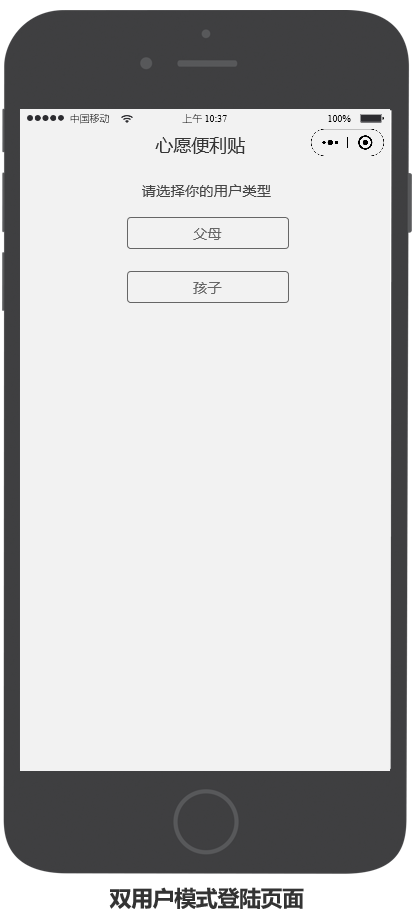 中国移动 上午 10:37 100%
心愿便利贴
请选择你的用户类型
父母
孩子
双用户模式登陆页面